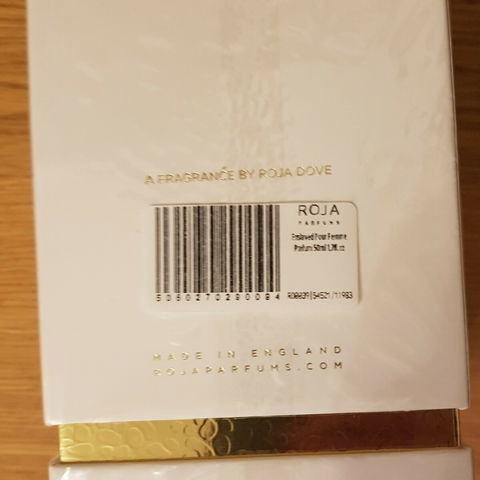 A FRAGRANCE BY ROJA DOVE
ROJA
PARFUMS
Enslaved Pour Femme
Parfum 50ml 1.7fl.oz
5060270290094
MADE IN ENGLAND
ROJAPARFUMS.COM